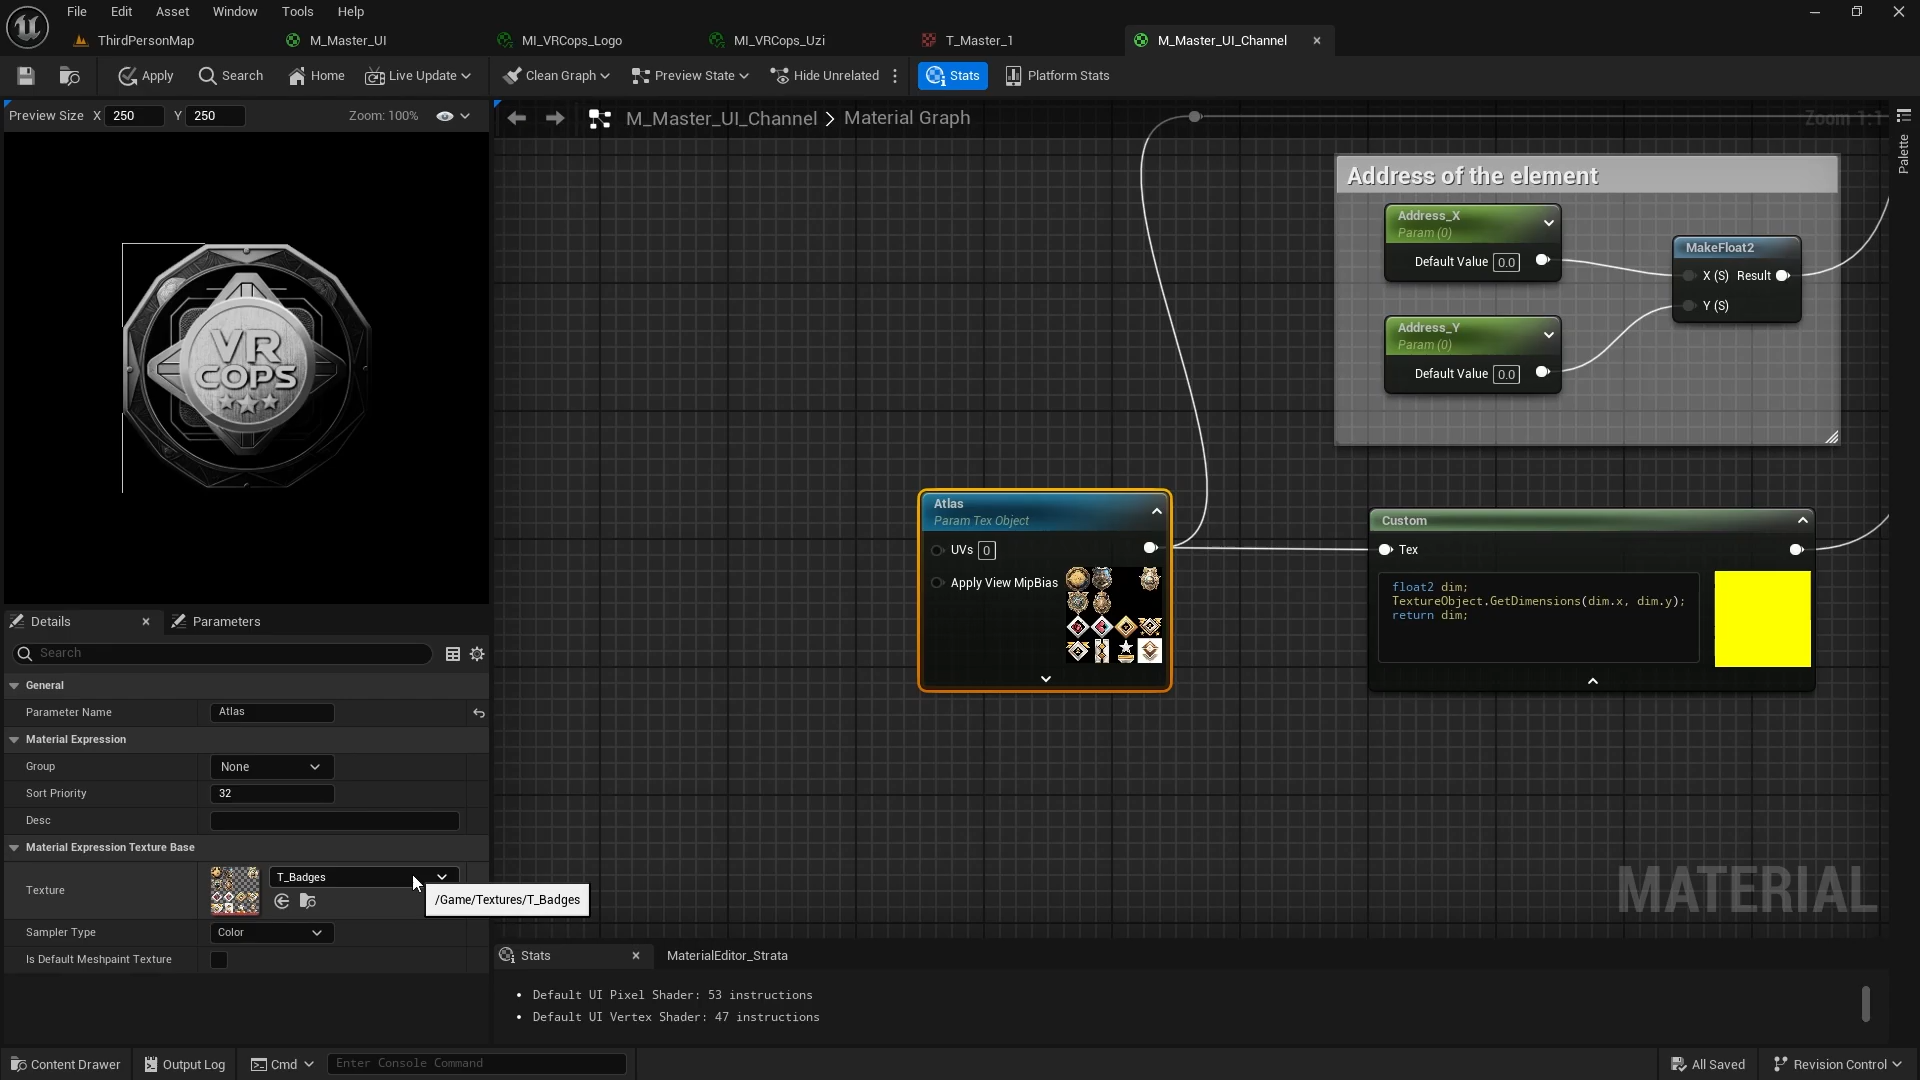 File Edit Asset Window Tools Help
ThirdPersonMap M_Master_UI MI_VRCops_Logo MI_VRCops_Uzi T_Master_1 M_Master_UI_Channel
Apply Search Home Live Update Clean Graph Preview State Hide Unrelated Stats Platform Stats
Preview Size X 250 Y 250 Zoom: 100%
M_Master_UI_Channel > Material Graph
Zoom 1:1
Palette
VR
COPS
Address of the element
Address_X
Param (0)
Default Value 0.0
Address_Y
Param (0)
Default Value 0.0
MakeFloat2
X (S) Result
Y (S)
Atlas
Param Tex Object
UVs 0
Apply View MipBias
Custom
Tex
float2 dim;
TextureObject.GetDimensions(dim.x, dim.y);
return dim;
MATERIAL
Details Parameters
Search
General
Parameter Name Atlas
Material Expression
Group None
Sort Priority 32
Desc
Material Expression Texture Base
Texture T_Badges
/Game/Textures/T_Badges
Sampler Type Color
Is Default Meshpaint Texture
Stats MaterialEditor_Strata
• Default UI Pixel Shader: 53 instructions
• Default UI Vertex Shader: 47 instructions
Content Drawer Output Log Cmd Enter Console Command All Saved Revision Control